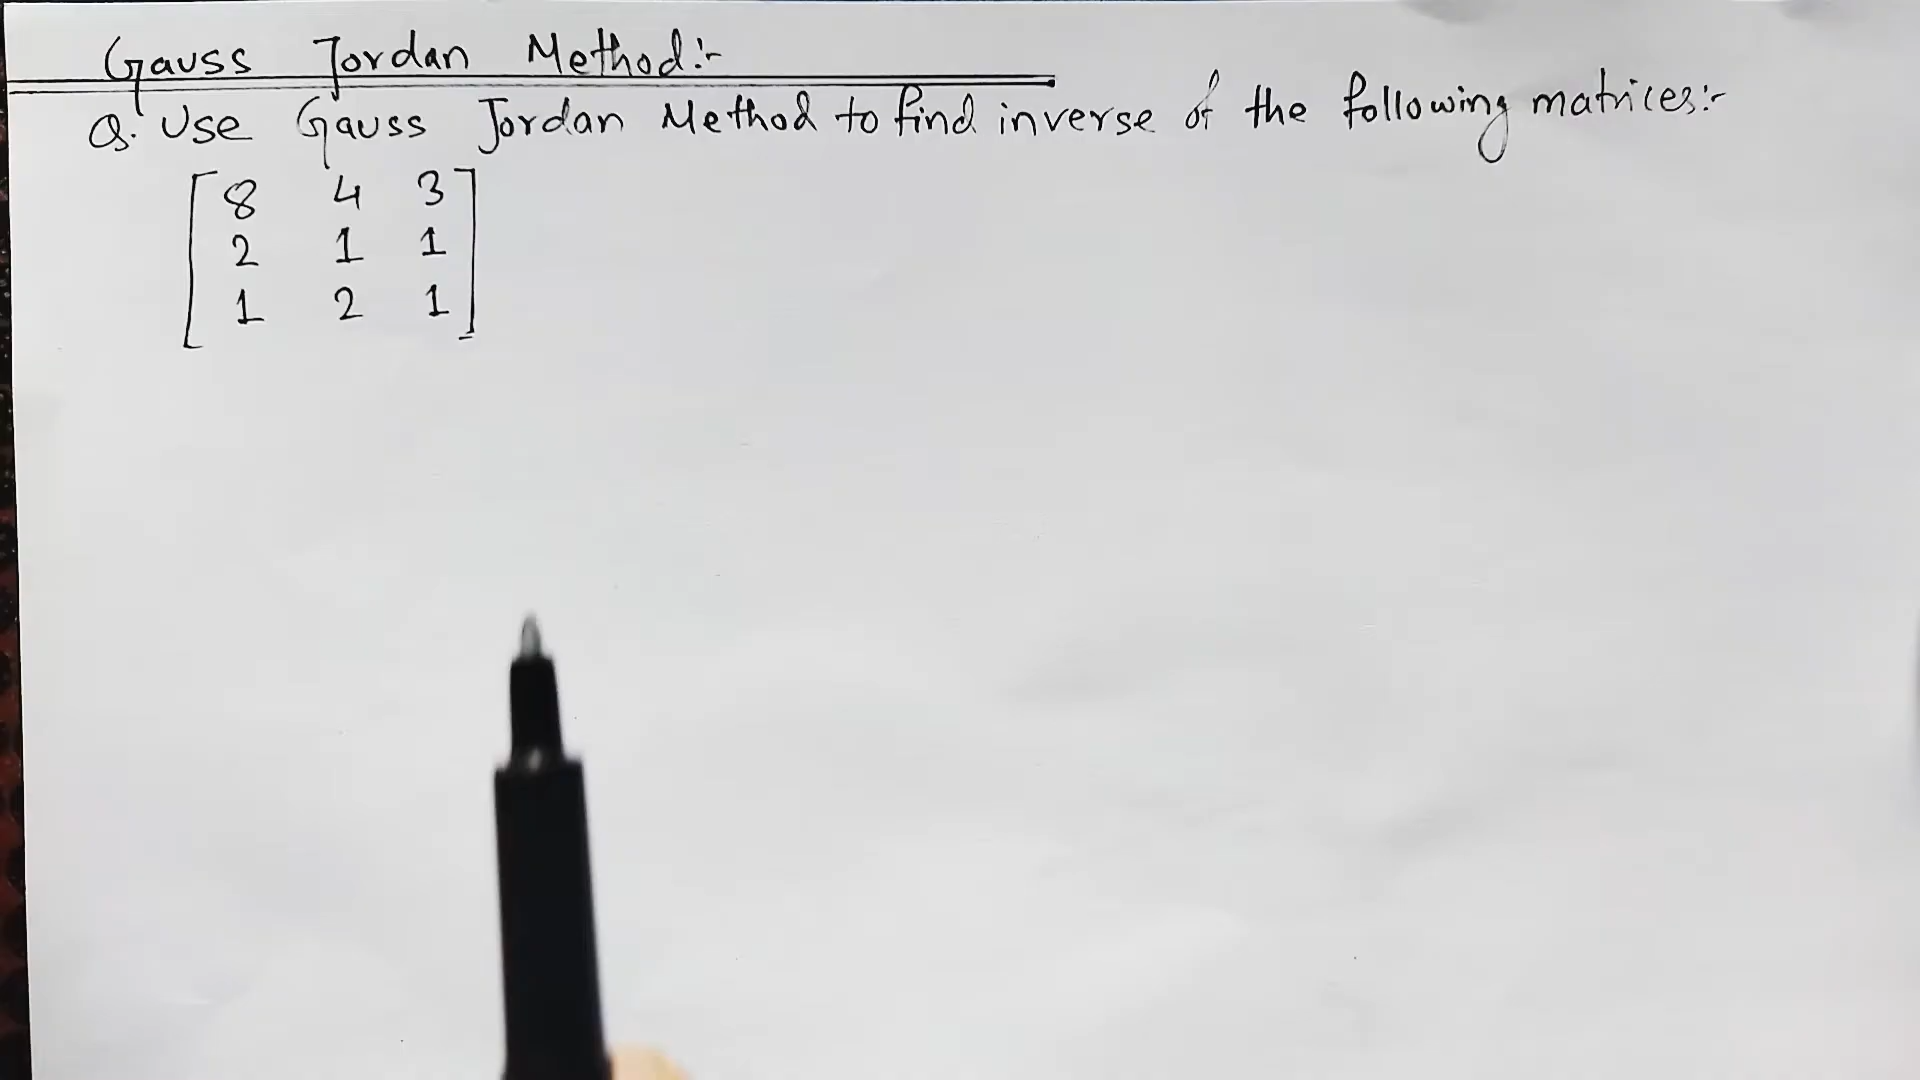 Gauss Jordan Method:-
Q. Use Gauss Jordan Method to find inverse of the following matrices:-
8 4 3
2 1 1
1 2 1